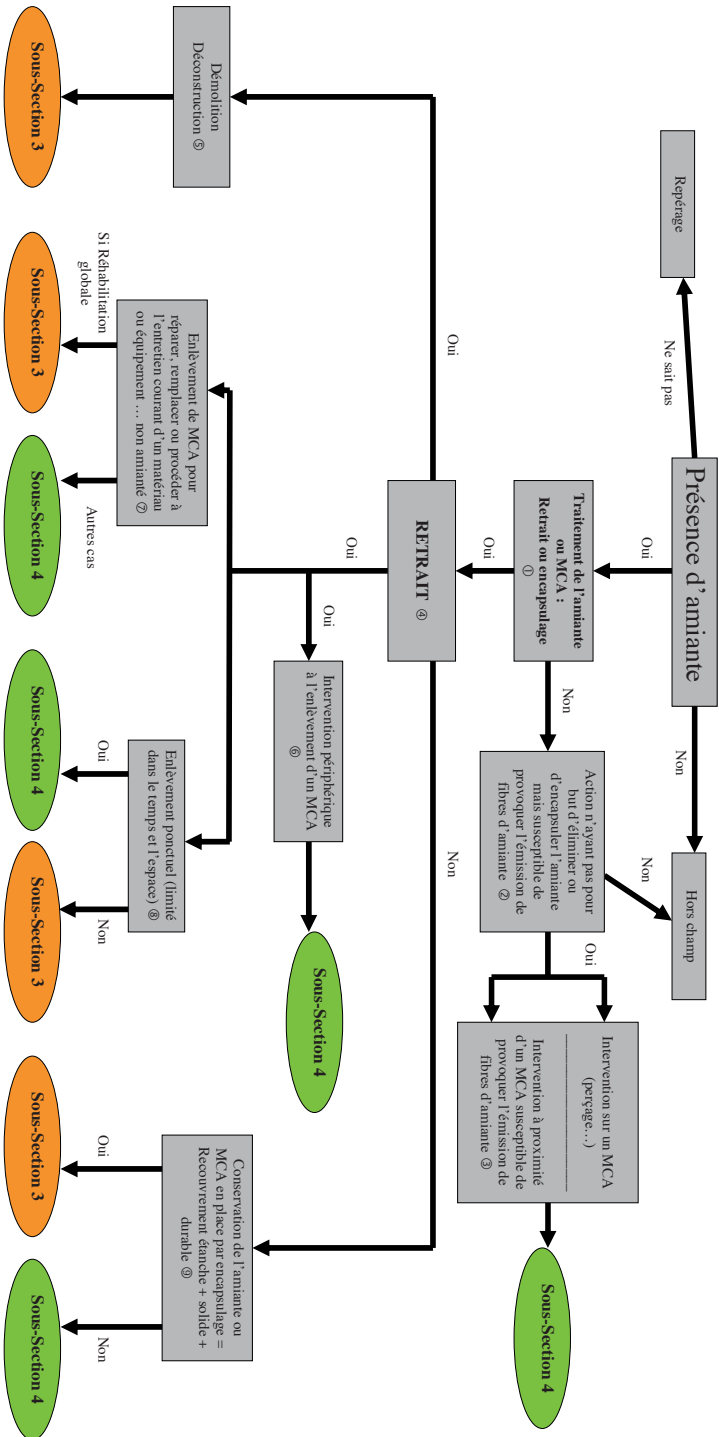 Présence d'amiante
Ne sait pas
Repérage
Non
Hors champ
Oui
Traitement de l'amiante
ou MCA :
Retrait ou encapsulage
①
Non
Action n'ayant pas pour
but d'éliminer ou
d'encapsuler l'amiante
mais susceptible de
provoquer l'émission de
fibres d'amiante ②
Non
Oui
Intervention sur un MCA
(perçage…)
Intervention à proximité
d'un MCA susceptible de
provoquer l'émission de
fibres d'amiante ③
Sous-Section 4
Oui
RETRAIT ④
Oui
Non
Oui
Oui
Intervention périphérique
à l'enlèvement d'un MCA
⑥
Sous-Section 4
Démolition
Déconstruction ⑤
Sous-Section 3
Enlèvement de MCA pour
réparer, remplacer ou procéder à
l'entretien courant d'un matériau
ou équipement … non amianté ⑦
Si Réhabilitation
globale
Sous-Section 3
Autres cas
Sous-Section 4
Enlèvement ponctuel (limité
dans le temps et l'espace) ⑧
Oui
Sous-Section 4
Non
Sous-Section 3
Conservation de l'amiante ou
MCA en place par encapsulage =
Recouvrement étanche + solide +
durable ⑨
Oui
Sous-Section 3
Non
Sous-Section 4